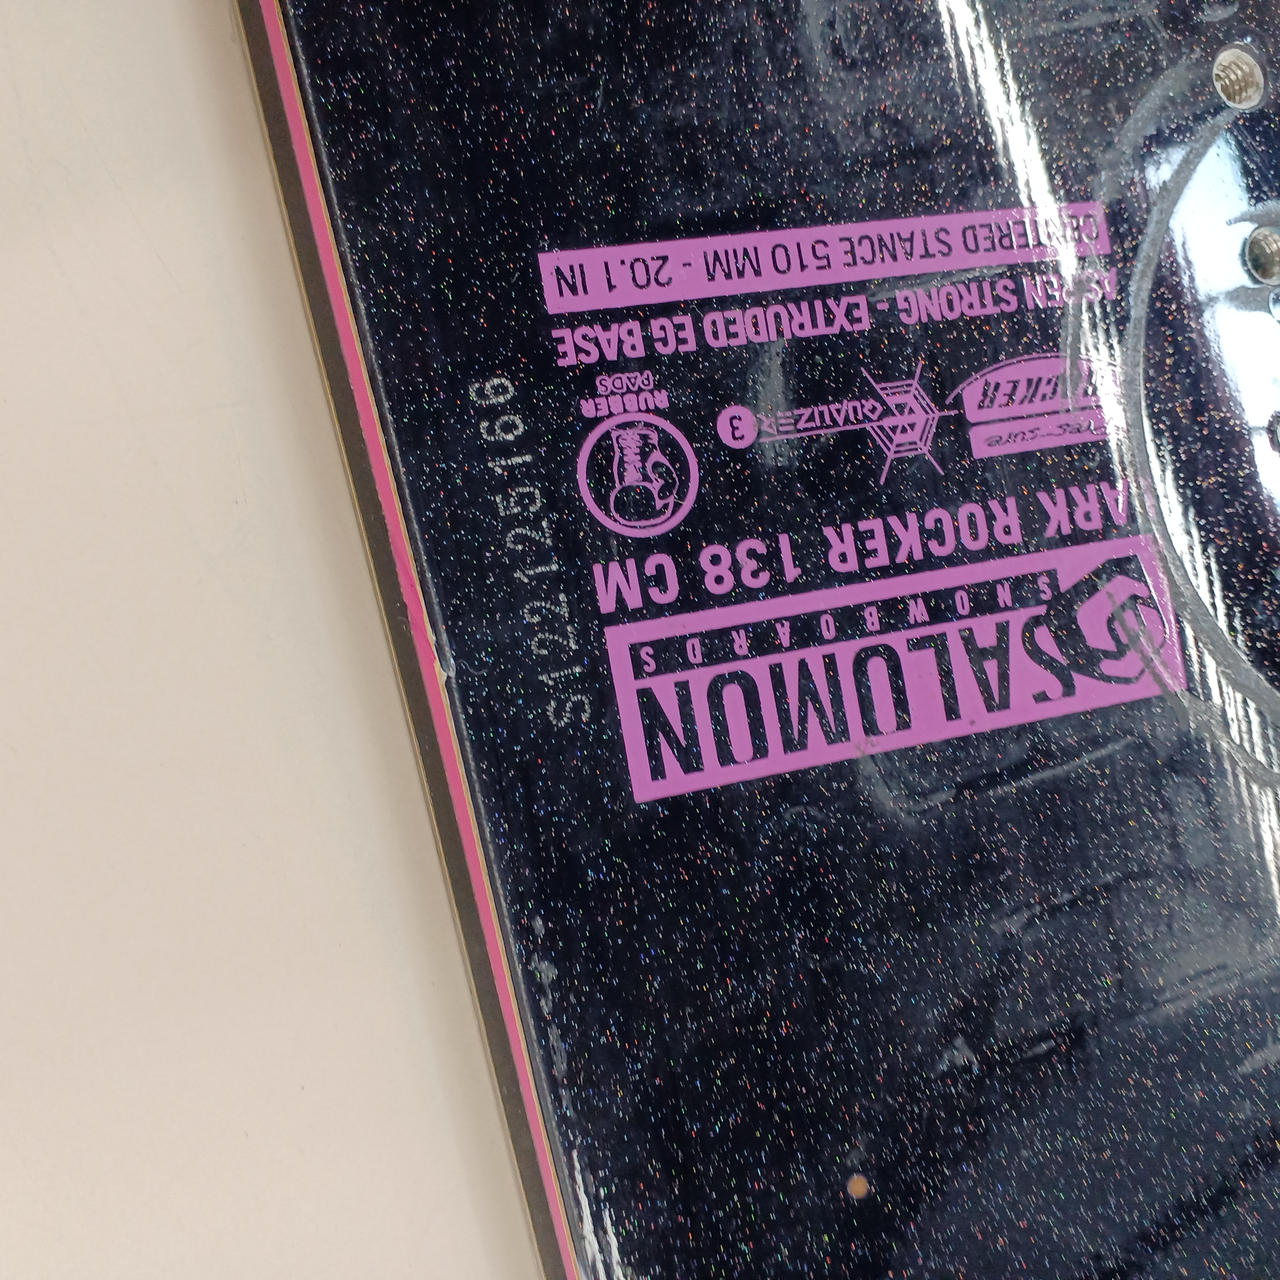 SALOMON
SNOWBOARDS
ARK ROCKER 138 CM
QUALIZER 3
RUBBER
PADS
ASPEN STRONG - EXTRUDED EG BASE
CENTERED STANCE 510 MM - 20.1 IN
S122125166